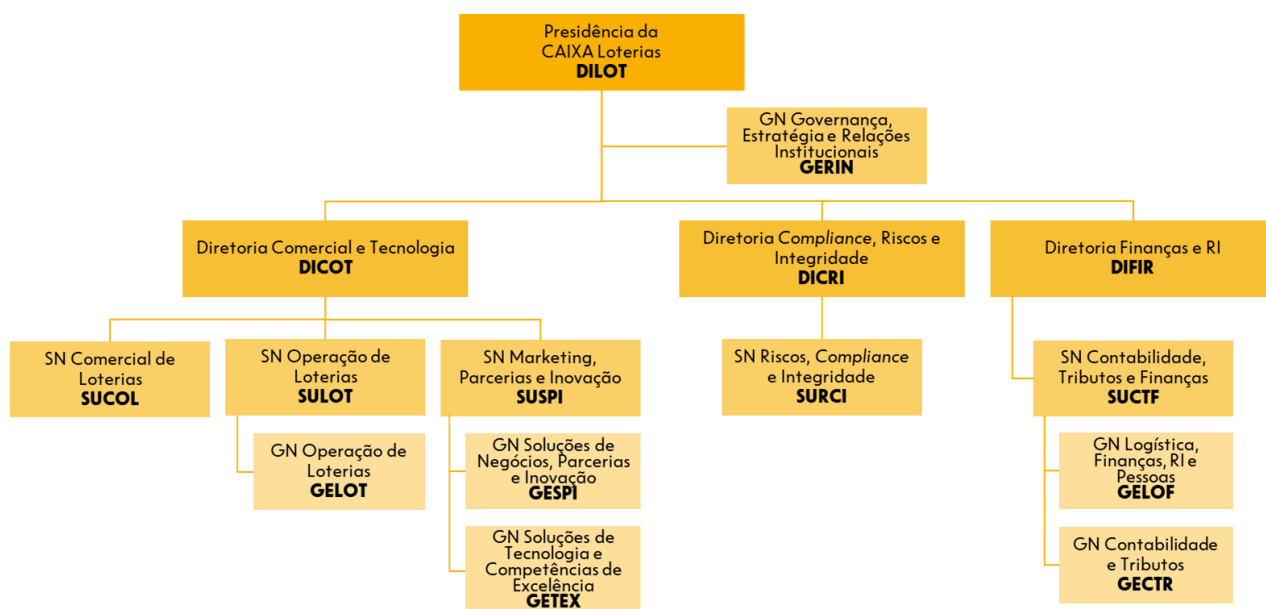 Presidência da
CAIXA Loterias
DILOT
GN Governança,
Estratégia e Relações
Institucionais
GERIN
Diretoria Comercial e Tecnologia
DICOT
Diretoria Compliance, Riscos e
Integridade
DICRI
Diretoria Finanças e RI
DIFIR
SN Comercial de
Loterias
SUCOL
SN Operação de
Loterias
SULOT
SN Marketing,
Parcerias e Inovação
SUSPI
SN Riscos, Compliance
e Integridade
SURCI
SN Contabilidade,
Tributos e Finanças
SUCTF
GN Operação de
Loterias
GELOT
GN Soluções de
Negócios, Parcerias
e Inovação
GESPI
GN Logística,
Finanças, RI e
Pessoas
GELOF
GN Soluções de
Tecnologia e
Competências de
Excelência
GETEX
GN Contabilidade
e Tributos
GECTR